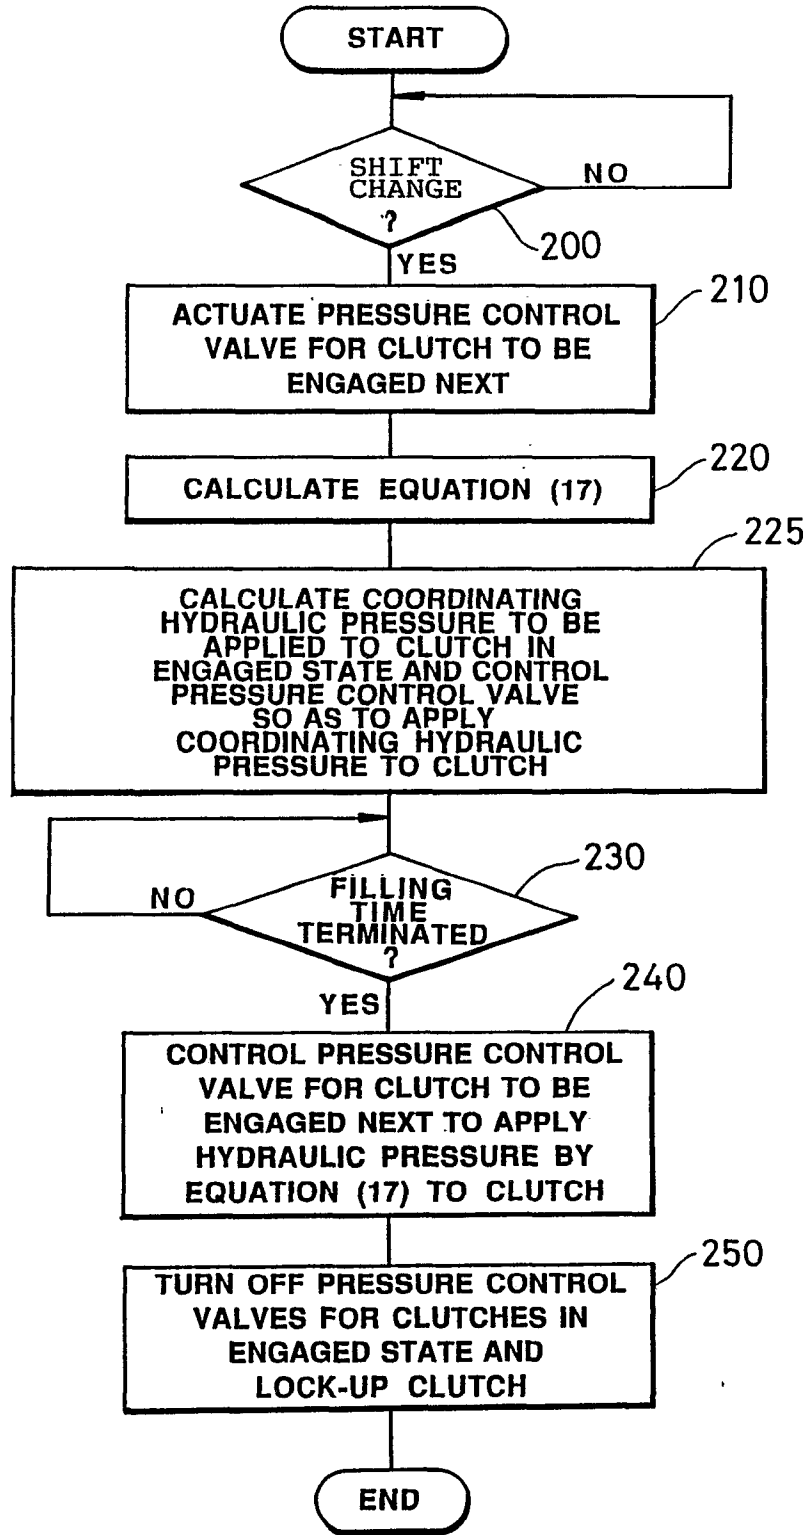 START
SHIFT
CHANGE
?
NO
200
YES
210
ACTUATE PRESSURE CONTROL
VALVE FOR CLUTCH TO BE
ENGAGED NEXT
220
CALCULATE EQUATION (17)
225
CALCULATE COORDINATING
HYDRAULIC PRESSURE TO BE
APPLIED TO CLUTCH IN
ENGAGED STATE AND CONTROL
PRESSURE CONTROL VALVE
SO AS TO APPLY
COORDINATING HYDRAULIC
PRESSURE TO CLUTCH
230
NO
FILLING
TIME
TERMINATED
?
YES
240
CONTROL PRESSURE CONTROL
VALVE FOR CLUTCH TO BE
ENGAGED NEXT TO APPLY
HYDRAULIC PRESSURE BY
EQUATION (17) TO CLUTCH
250
TURN OFF PRESSURE CONTROL
VALVES FOR CLUTCHES IN
ENGAGED STATE AND
LOCK-UP CLUTCH
END